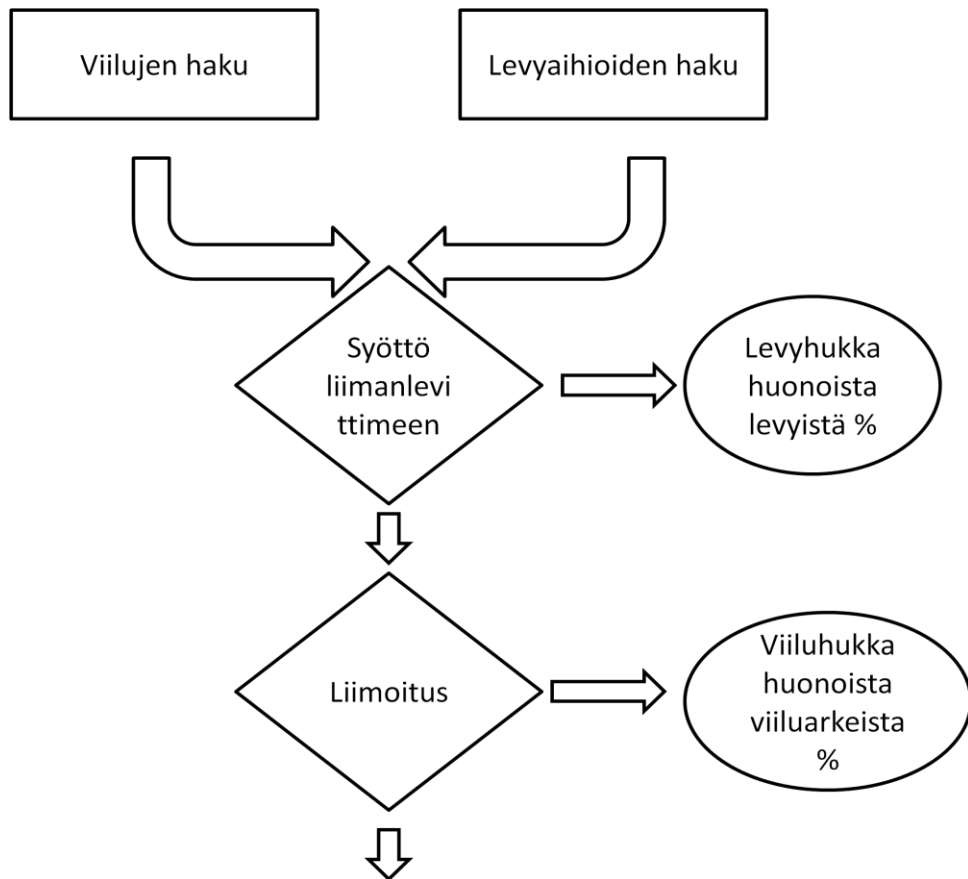 Viilujen haku
Levyaihioiden haku
Syöttö
liimanlevi
ttimeen
Levyhukka
huonoista
levyistä %
Liimoitus
Viiluhukka
huonoista
viiluarkeista
%